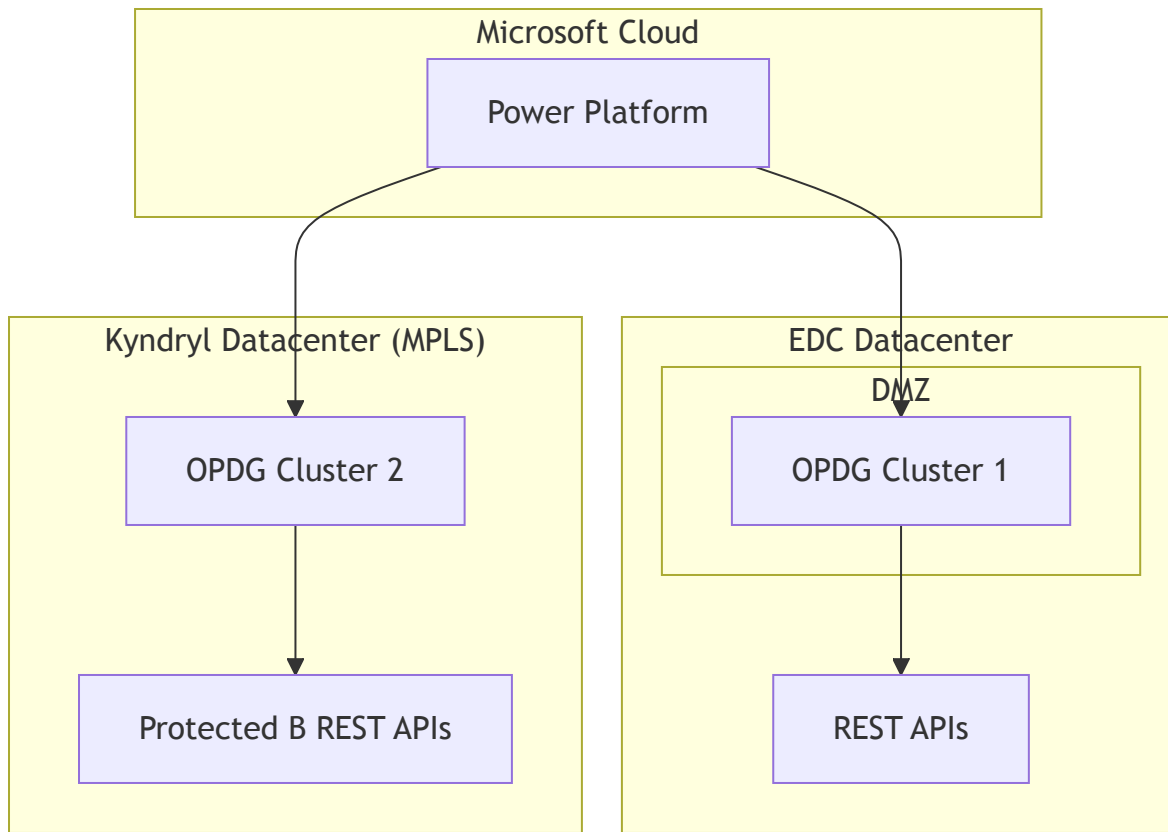 Microsoft Cloud
Power Platform
Kyndryl Datacenter (MPLS)
EDC Datacenter
DMZ
OPDG Cluster 2
OPDG Cluster 1
Protected B REST APIs
REST APIs